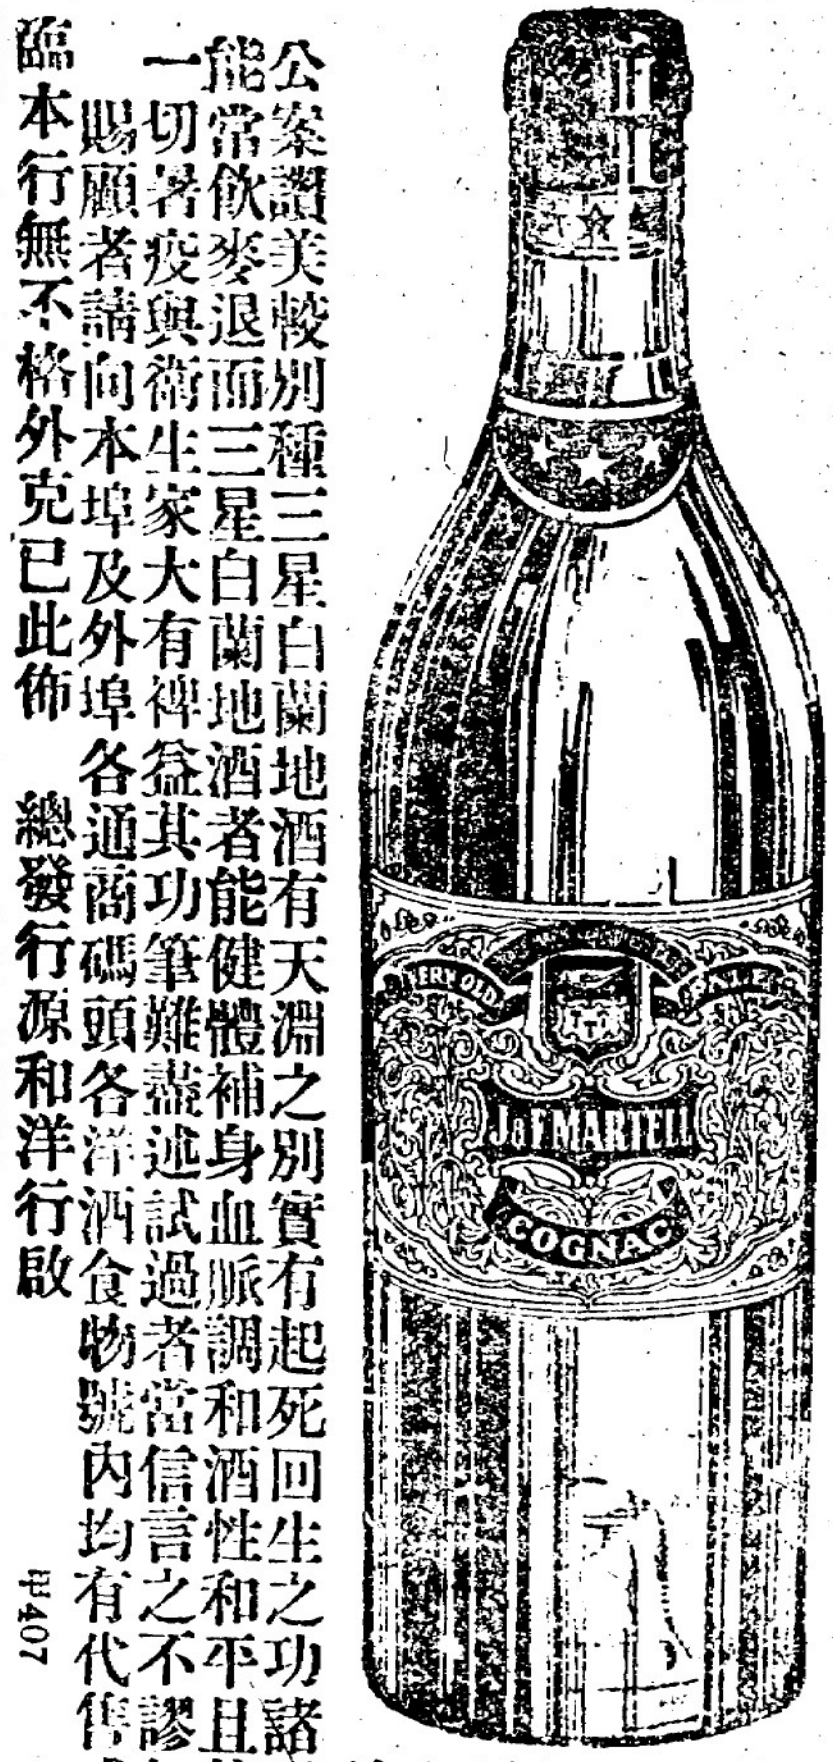 公案讚美較別種三星白蘭地酒有天淵之別實有起死回生之功諸
能常飲麥退而三星白蘭地酒者能健體補身血脈調和酒性和平且
一切暑疫與衛生家大有裨益其功筆難盡述試過者當信言之不謬
賜顧者請向本埠及外埠各通商碼頭各洋酒食物號內均有代售
臨本行無不格外克已此佈 總發行源和洋行啟
甲407
VERY OLD
PALE
J&F MARTELL
COGNAC